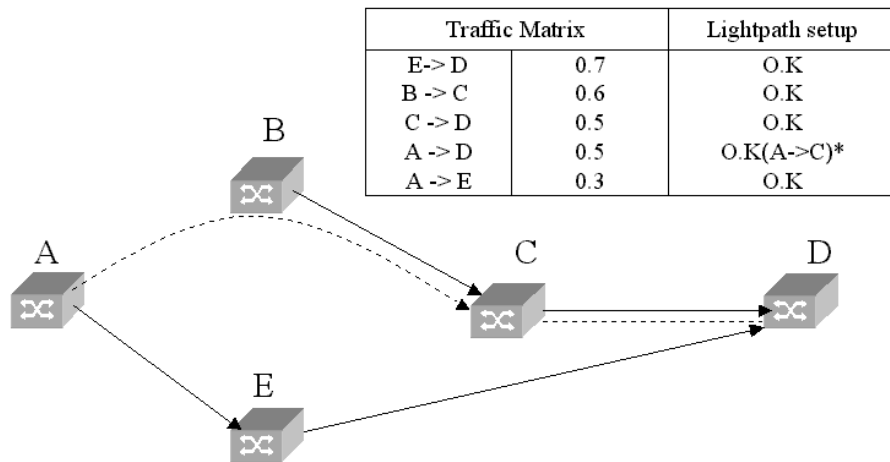 Traffic Matrix Lightpath setup
E-> D 0.7 O.K
B -> C 0.6 O.K
C -> D 0.5 O.K
A -> D 0.5 O.K(A->C)*
A -> E 0.3 O.K
B
A
C
D
E